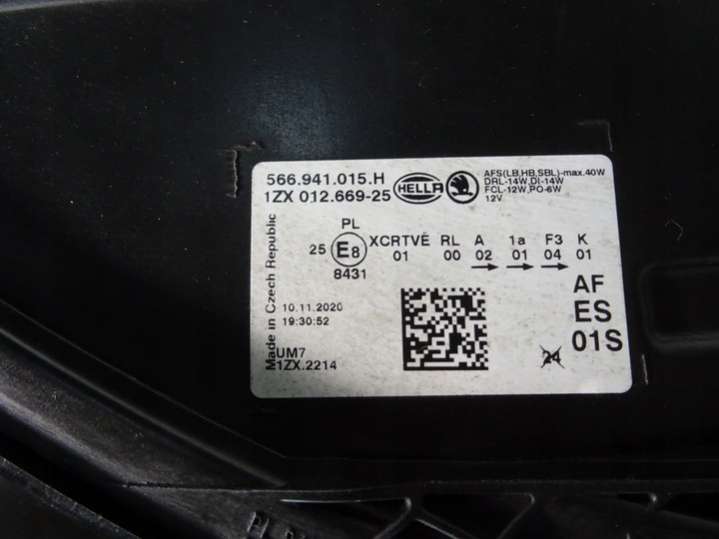 566.941.015.H
1ZX 012.669-25
HELLA
AFS(LB,HB,SBL)-max.40W
DRL-14W,DI-14W
FCL-12W,PO-6W
12V
PL
25 E8
8431
XCRTVE RL A 1a F3 K
01 00 02 01 04 01
Made in Czech Republic
10.11.2020
19:30:52
UM7
1ZX.2214
AF
ES
01S
24